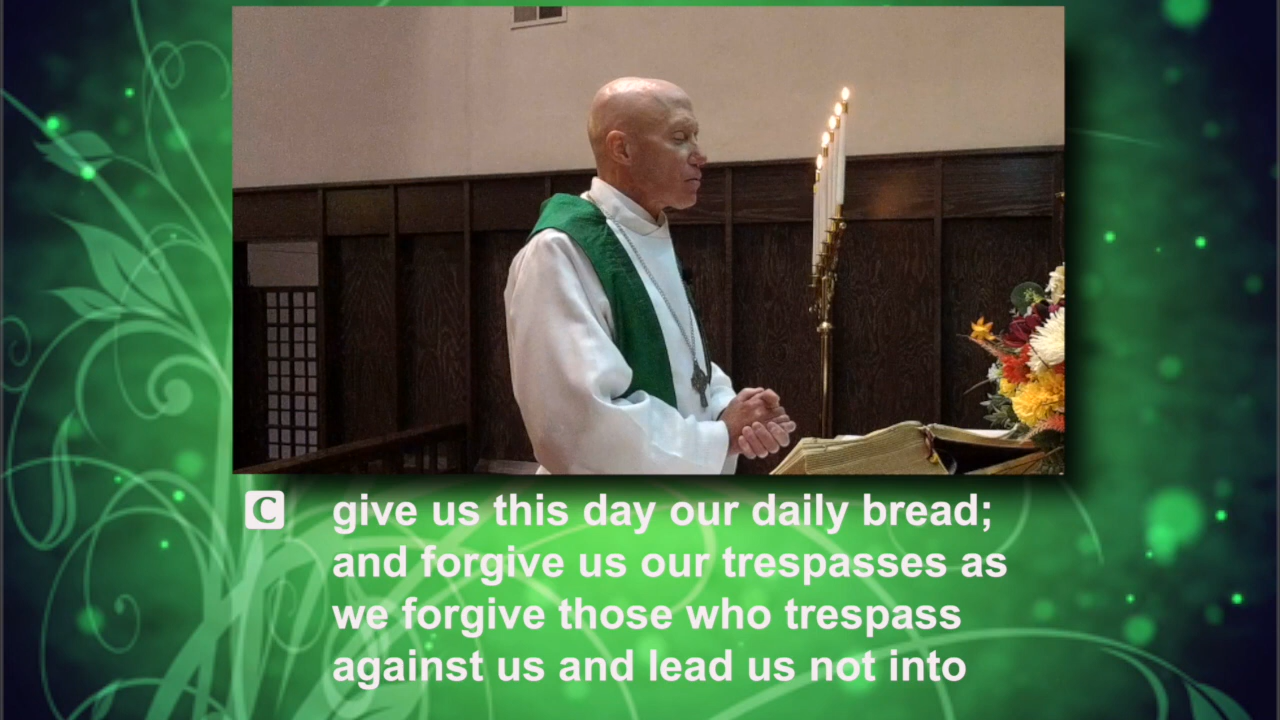 C give us this day our daily bread;
and forgive us our trespasses as
we forgive those who trespass
against us and lead us not into